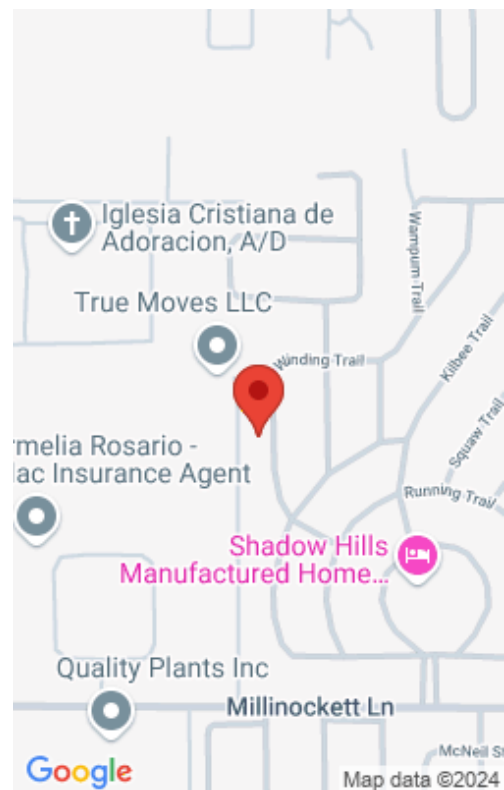 Iglesia Cristiana de
Adoracion, A/D
Wampum Trail
True Moves LLC
Winding Trail
Kilbee Trail
Squaw Trail
rmelia Rosario -
lac Insurance Agent
Running Trail
Shadow Hills
Manufactured Home...
Quality Plants Inc
Millinockett Ln
McNeil S
Google
Map data ©2024